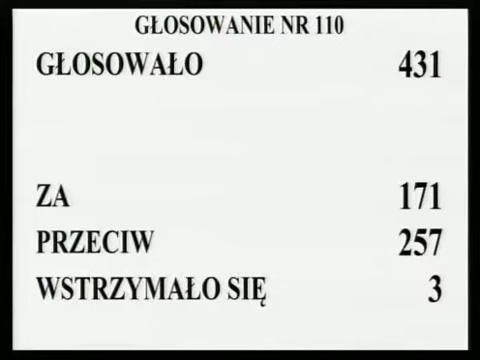 GŁOSOWANIE NR 110
GŁOSOWAŁO 431
ZA 171
PRZECIW 257
WSTRZYMAŁO SIĘ 3